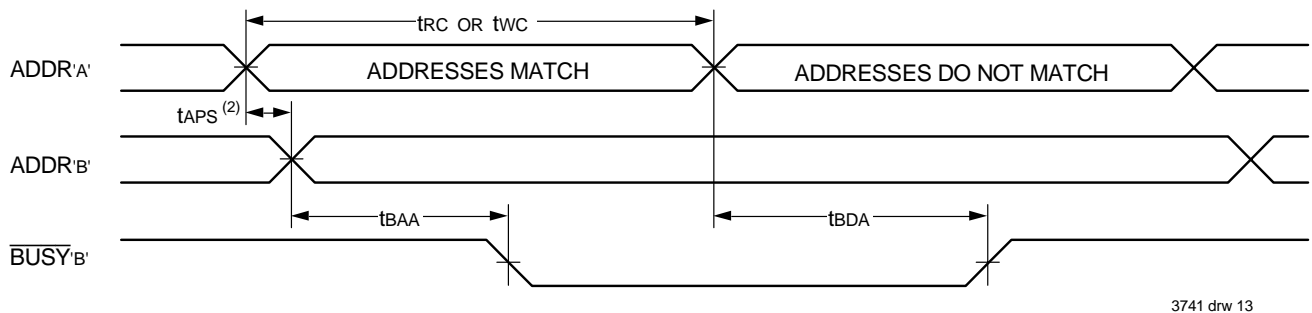 tRC OR tWC
ADDR'A'
ADDRESSES MATCH
ADDRESSES DO NOT MATCH
tAPS (2)
ADDR'B'
tBAA
tBDA
BUSY'B'
3741 drw 13